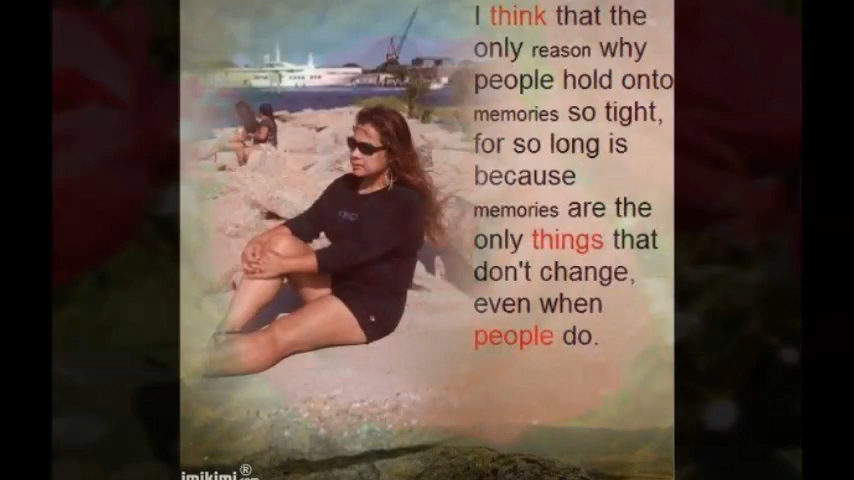 I think that the
only reason why
people hold onto
memories so tight,
for so long is
because
memories are the
only things that
don't change,
even when
people do.
imikimi®